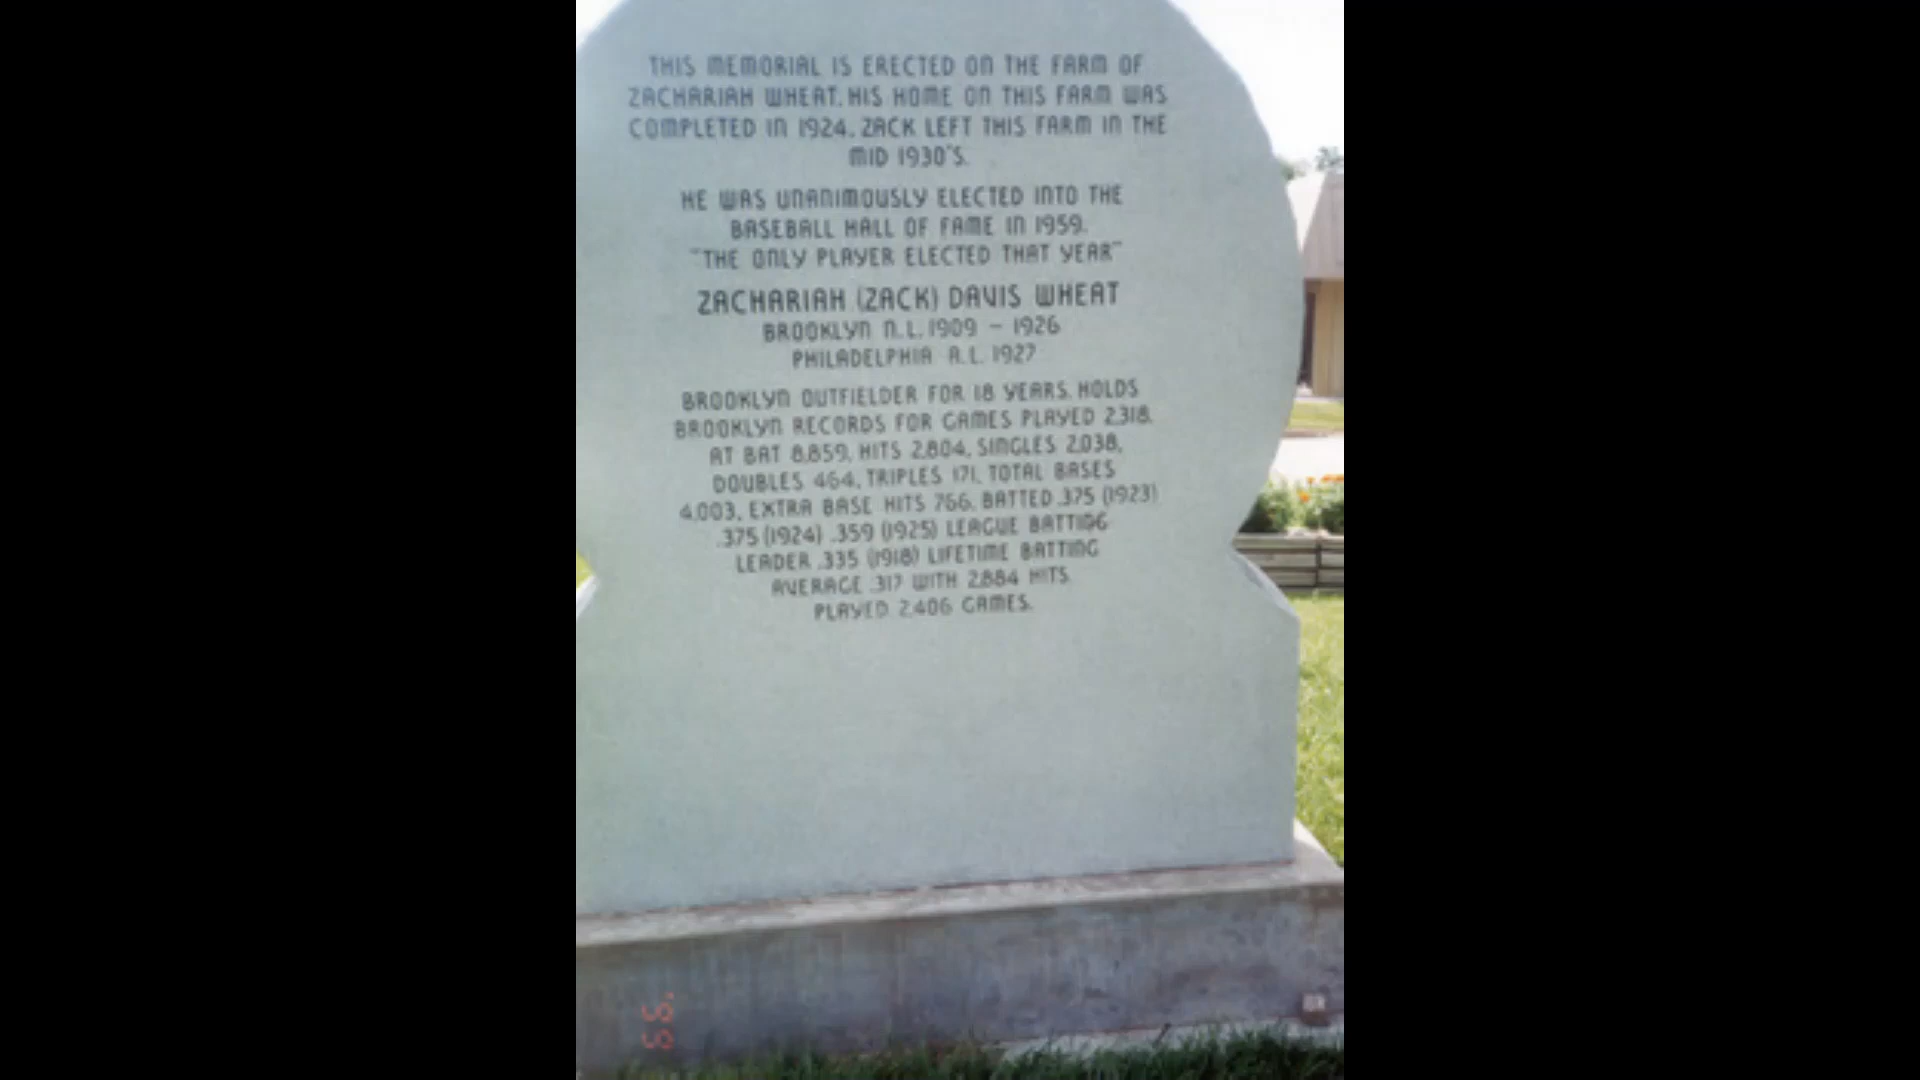 THIS MEMORIAL IS ERECTED ON THE FARM OF
ZACHARIAH WHEAT. HIS HOME ON THIS FARM WAS
COMPLETED IN 1924. ZACK LEFT THIS FARM IN THE
MID 1930'S.
HE WAS UNANIMOUSLY ELECTED INTO THE
BASEBALL HALL OF FAME IN 1959.
"THE ONLY PLAYER ELECTED THAT YEAR"
ZACHARIAH (ZACK) DAVIS WHEAT
BROOKLYN N.L. 1909 - 1926
PHILADELPHIA A.L. 1927
BROOKLYN OUTFIELDER FOR 18 YEARS. HOLDS
BROOKLYN RECORDS FOR GAMES PLAYED 2,318,
AT BAT 8,859, HITS 2,804, SINGLES 2,038,
DOUBLES 464, TRIPLES 171, TOTAL BASES
4,003, EXTRA BASE HITS 766, BATTED .375 (1923)
.375 (1924) .359 (1925) LEAGUE BATTING
LEADER .335 (1918) LIFETIME BATTING
AVERAGE .317 WITH 2,884 HITS
PLAYED 2,406 GAMES.